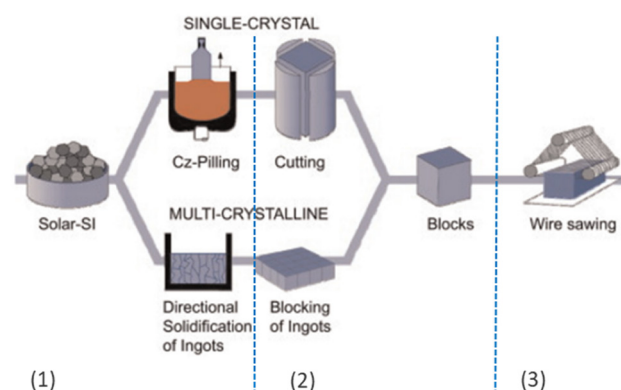 SINGLE-CRYSTAL
Cz-Pilling
Cutting
Solar-SI
MULTI-CRYSTALLINE
Blocks
Wire sawing
Directional
Solidification
of Ingots
Blocking
of Ingots
(1)
(2)
(3)